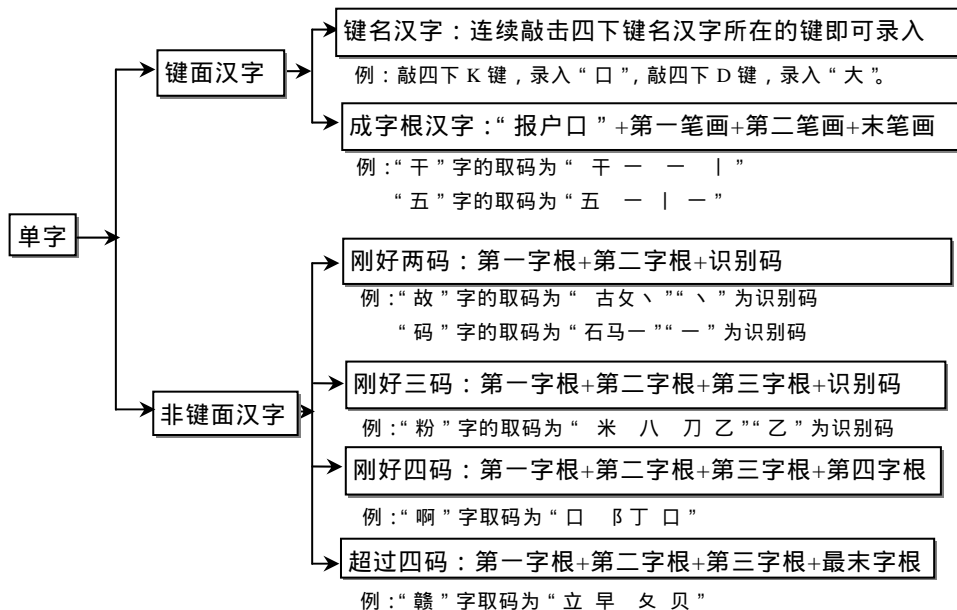 键名汉字：连续敲击四下键名汉字所在的键即可录入
键面汉字
例：敲四下 K 键，录入“口”，敲四下 D 键，录入“大”。
成字根汉字：“报户口”+第一笔画+第二笔画+末笔画
例：“干”字的取码为“ 干 一 一 丨”
“五”字的取码为“五 一 丨 一”
单字
刚好两码：第一字根+第二字根+识别码
例：“故”字的取码为“ 古攵丶”“丶”为识别码
“码”字的取码为“石马一”“一”为识别码
刚好三码：第一字根+第二字根+第三字根+识别码
非键面汉字
例：“粉”字的取码为“ 米 八 刀 乙”“乙”为识别码
刚好四码：第一字根+第二字根+第三字根+第四字根
例：“啊”字取码为“口 阝丁 口”
超过四码：第一字根+第二字根+第三字根+最末字根
例：“赣”字取码为“立 早 夂 贝”